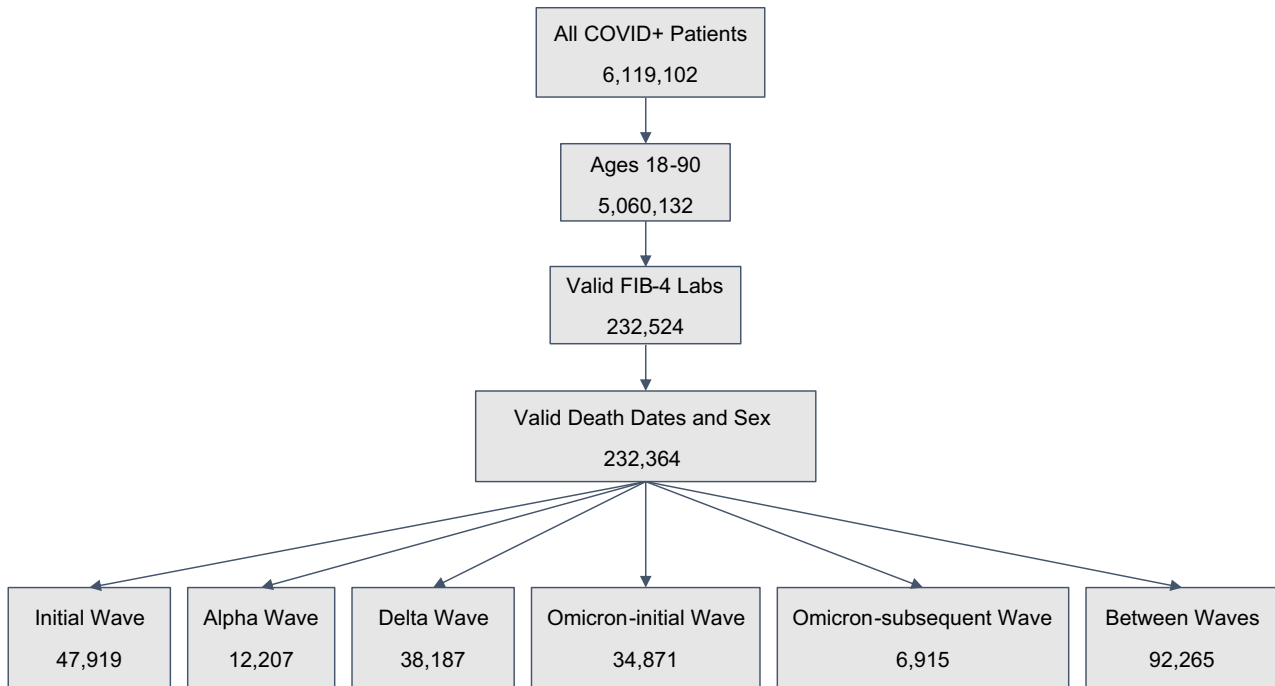 All COVID+ Patients
6,119,102
Ages 18-90
5,060,132
Valid FIB-4 Labs
232,524
Valid Death Dates and Sex
232,364
Initial Wave
47,919
Alpha Wave
12,207
Delta Wave
38,187
Omicron-initial Wave
34,871
Omicron-subsequent Wave
6,915
Between Waves
92,265